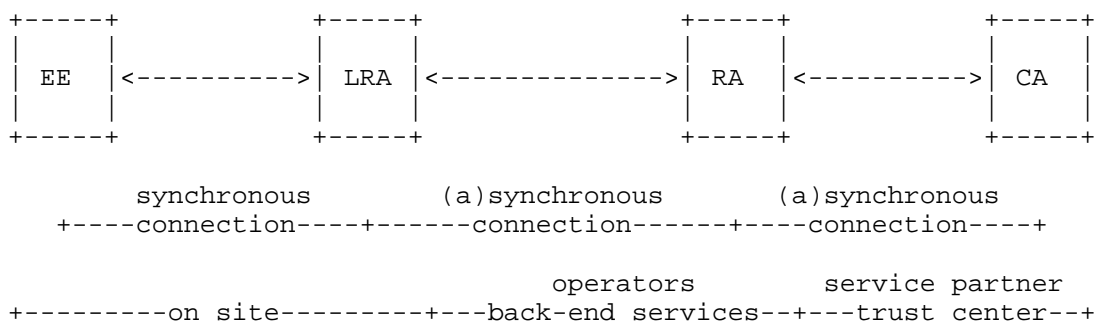 +-----+             +-----+                  +-----+             +-----+
|     |             |     |                  |     |             |     |
| EE  |<----------->| LRA |<-------------->| RA  |<----------->| CA  |
|     |             |     |                  |     |             |     |
+-----+             +-----+                  +-----+             +-----+
synchronous (a)synchronous (a)synchronous
+----connection----+------connection------+----connection----+
operators service partner
+---------on site---------+---back-end services--+---trust center--+